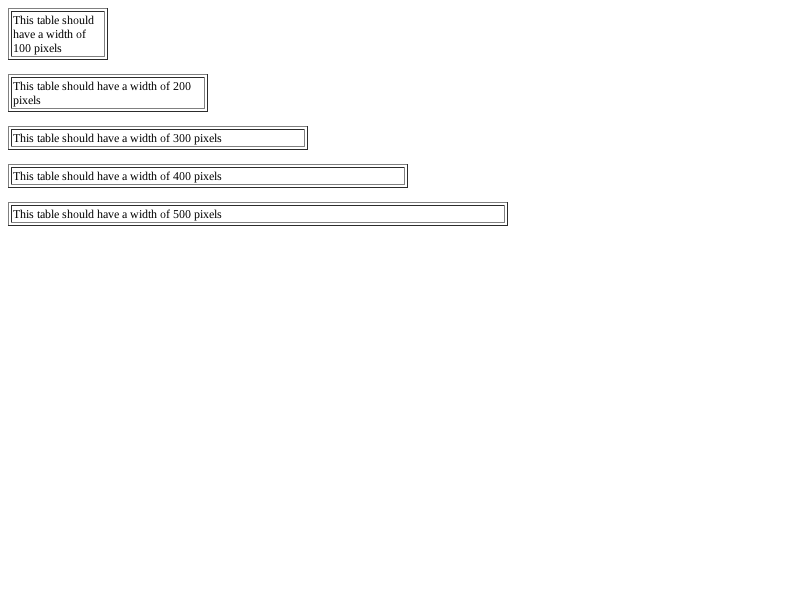 This table should
have a width of
100 pixels
This table should have a width of 200
pixels
This table should have a width of 300 pixels
This table should have a width of 400 pixels
This table should have a width of 500 pixels